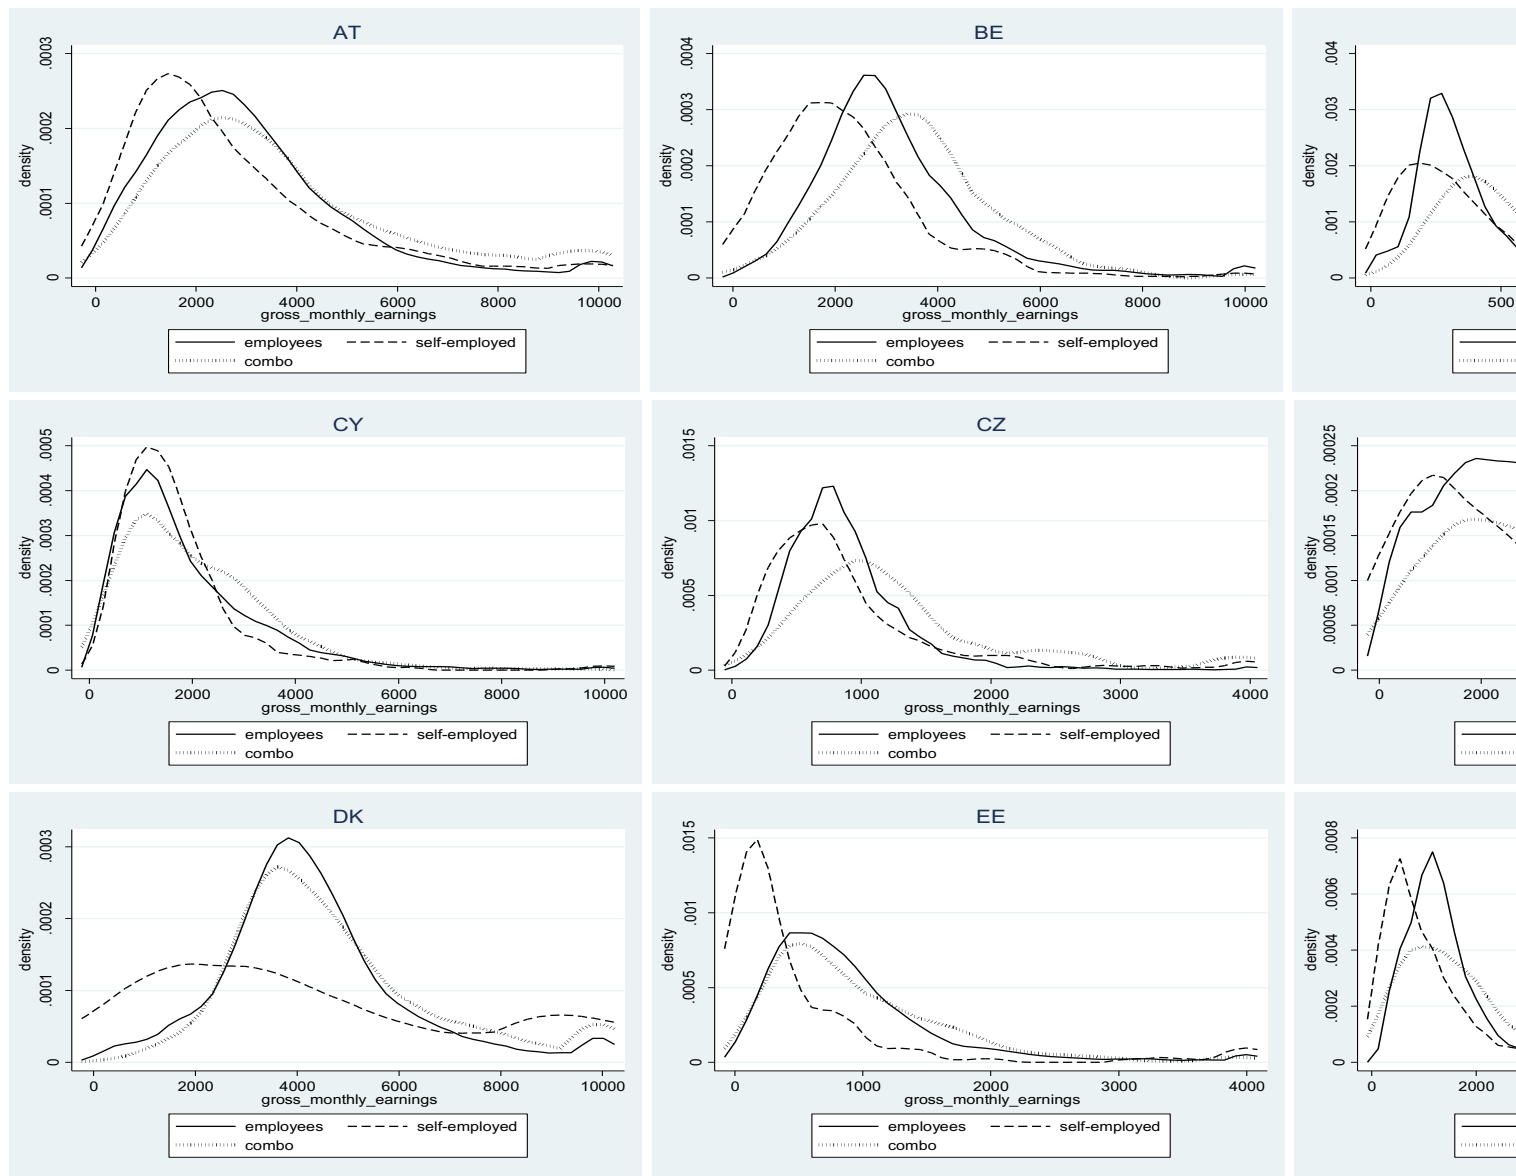 AT
.0003
.0002
.0001
0
density
0 2000 4000 6000 8000 10000
gross_monthly_earnings
employees self-employed
combo
BE
.0004
.0003
.0002
.0001
0
density
0 2000 4000 6000 8000 10000
gross_monthly_earnings
employees self-employed
combo
.004
.003
.002
.001
0
density
0 500
CY
.0005
.0004
.0003
.0002
.0001
0
density
0 2000 4000 6000 8000 10000
gross_monthly_earnings
employees self-employed
combo
CZ
.0015
.001
.0005
0
density
0 1000 2000 3000 4000
gross_monthly_earnings
employees self-employed
combo
.00025
.0002
.00015
.0001
.00005
0
density
0 2000
DK
.0003
.0002
.0001
0
density
0 2000 4000 6000 8000 10000
gross_monthly_earnings
employees self-employed
combo
EE
.0015
.001
.0005
0
density
0 1000 2000 3000 4000
gross_monthly_earnings
employees self-employed
combo
.0008
.0006
.0004
.0002
0
density
0 2000